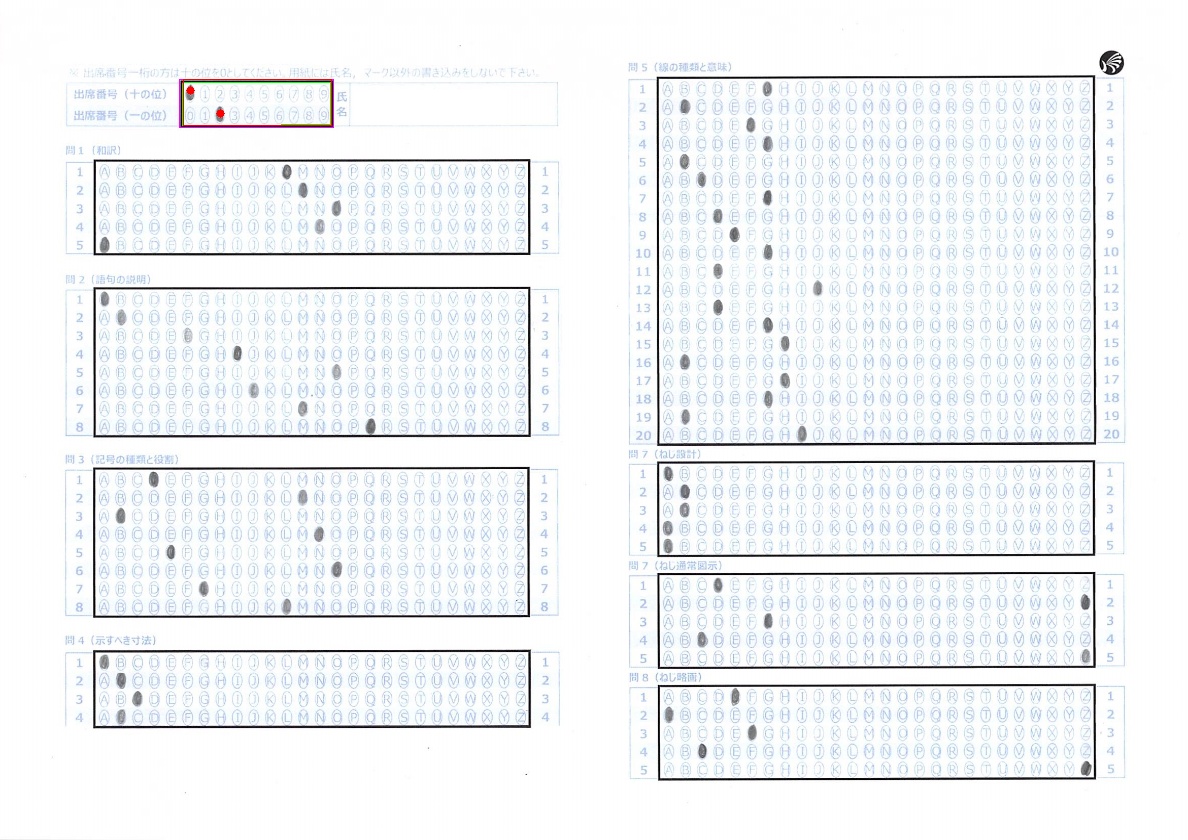 ※ 出席番号一桁の方は十の位を0としてください。用紙には氏名，マーク以外の書き込みをしないで下さい。
出席番号（十の位） 0 1 2 3 4 5 6 7 8 9
出席番号（一の位） 0 1 2 3 4 5 6 7 8 9
氏名
問1（和訳）
1 A B C D E F G H I J K L M N O P Q R S T U V W X Y Z 1
2 A B C D E F G H I J K L M N O P Q R S T U V W X Y Z 2
3 A B C D E F G H I J K L M N O P Q R S T U V W X Y Z 3
4 A B C D E F G H I J K L M N O P Q R S T U V W X Y Z 4
5 A B C D E F G H I J K L M N O P Q R S T U V W X Y Z 5
問2（語句の説明）
1 A B C D E F G H I J K L M N O P Q R S T U V W X Y Z 1
2 A B C D E F G H I J K L M N O P Q R S T U V W X Y Z 2
3 A B C D E F G H I J K L M N O P Q R S T U V W X Y Z 3
4 A B C D E F G H I J K L M N O P Q R S T U V W X Y Z 4
5 A B C D E F G H I J K L M N O P Q R S T U V W X Y Z 5
6 A B C D E F G H I J K L M N O P Q R S T U V W X Y Z 6
7 A B C D E F G H I J K L M N O P Q R S T U V W X Y Z 7
8 A B C D E F G H I J K L M N O P Q R S T U V W X Y Z 8
問3（記号の種類と役割）
1 A B C D E F G H I J K L M N O P Q R S T U V W X Y Z 1
2 A B C D E F G H I J K L M N O P Q R S T U V W X Y Z 2
3 A B C D E F G H I J K L M N O P Q R S T U V W X Y Z 3
4 A B C D E F G H I J K L M N O P Q R S T U V W X Y Z 4
5 A B C D E F G H I J K L M N O P Q R S T U V W X Y Z 5
6 A B C D E F G H I J K L M N O P Q R S T U V W X Y Z 6
7 A B C D E F G H I J K L M N O P Q R S T U V W X Y Z 7
8 A B C D E F G H I J K L M N O P Q R S T U V W X Y Z 8
問4（示すべき寸法）
1 A B C D E F G H I J K L M N O P Q R S T U V W X Y Z 1
2 A B C D E F G H I J K L M N O P Q R S T U V W X Y Z 2
3 A B C D E F G H I J K L M N O P Q R S T U V W X Y Z 3
4 A B C D E F G H I J K L M N O P Q R S T U V W X Y Z 4
問5（線の種類と意味）
1 A B C D E F G H I J K L M N O P Q R S T U V W X Y Z 1
2 A B C D E F G H I J K L M N O P Q R S T U V W X Y Z 2
3 A B C D E F G H I J K L M N O P Q R S T U V W X Y Z 3
4 A B C D E F G H I J K L M N O P Q R S T U V W X Y Z 4
5 A B C D E F G H I J K L M N O P Q R S T U V W X Y Z 5
6 A B C D E F G H I J K L M N O P Q R S T U V W X Y Z 6
7 A B C D E F G H I J K L M N O P Q R S T U V W X Y Z 7
8 A B C D E F G H I J K L M N O P Q R S T U V W X Y Z 8
9 A B C D E F G H I J K L M N O P Q R S T U V W X Y Z 9
10 A B C D E F G H I J K L M N O P Q R S T U V W X Y Z 10
11 A B C D E F G H I J K L M N O P Q R S T U V W X Y Z 11
12 A B C D E F G H I J K L M N O P Q R S T U V W X Y Z 12
13 A B C D E F G H I J K L M N O P Q R S T U V W X Y Z 13
14 A B C D E F G H I J K L M N O P Q R S T U V W X Y Z 14
15 A B C D E F G H I J K L M N O P Q R S T U V W X Y Z 15
16 A B C D E F G H I J K L M N O P Q R S T U V W X Y Z 16
17 A B C D E F G H I J K L M N O P Q R S T U V W X Y Z 17
18 A B C D E F G H I J K L M N O P Q R S T U V W X Y Z 18
19 A B C D E F G H I J K L M N O P Q R S T U V W X Y Z 19
20 A B C D E F G H I J K L M N O P Q R S T U V W X Y Z 20
問7（ねじ設計）
1 A B C D E F G H I J K L M N O P Q R S T U V W X Y Z 1
2 A B C D E F G H I J K L M N O P Q R S T U V W X Y Z 2
3 A B C D E F G H I J K L M N O P Q R S T U V W X Y Z 3
4 A B C D E F G H I J K L M N O P Q R S T U V W X Y Z 4
5 A B C D E F G H I J K L M N O P Q R S T U V W X Y Z 5
問7（ねじ通常図示）
1 A B C D E F G H I J K L M N O P Q R S T U V W X Y Z 1
2 A B C D E F G H I J K L M N O P Q R S T U V W X Y Z 2
3 A B C D E F G H I J K L M N O P Q R S T U V W X Y Z 3
4 A B C D E F G H I J K L M N O P Q R S T U V W X Y Z 4
5 A B C D E F G H I J K L M N O P Q R S T U V W X Y Z 5
問8（ねじ略画）
1 A B C D E F G H I J K L M N O P Q R S T U V W X Y Z 1
2 A B C D E F G H I J K L M N O P Q R S T U V W X Y Z 2
3 A B C D E F G H I J K L M N O P Q R S T U V W X Y Z 3
4 A B C D E F G H I J K L M N O P Q R S T U V W X Y Z 4
5 A B C D E F G H I J K L M N O P Q R S T U V W X Y Z 5